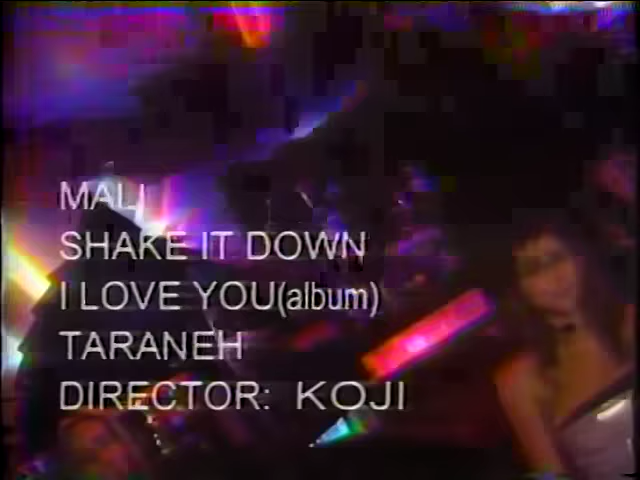 MALI
SHAKE IT DOWN
I LOVE YOU(album)
TARANEH
DIRECTOR: KOJI